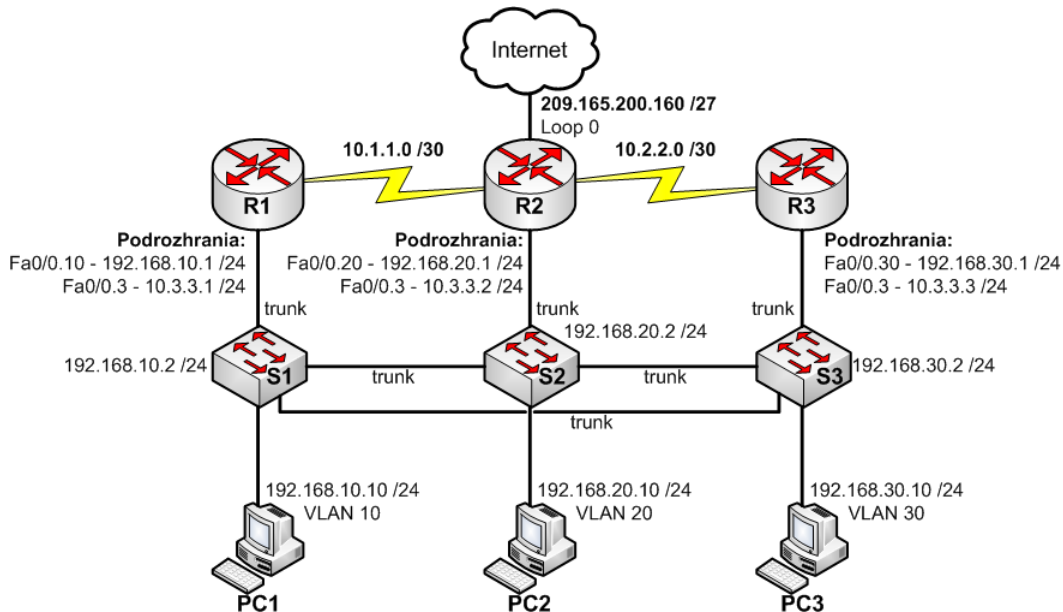 Internet
209.165.200.160 /27
Loop 0
10.1.1.0 /30
10.2.2.0 /30
R1
R2
R3
Podrozhrania:
Fa0/0.10 - 192.168.10.1 /24
Fa0/0.3 - 10.3.3.1 /24
Podrozhrania:
Fa0/0.20 - 192.168.20.1 /24
Fa0/0.3 - 10.3.3.2 /24
Podrozhrania:
Fa0/0.30 - 192.168.30.1 /24
Fa0/0.3 - 10.3.3.3 /24
trunk
trunk
trunk
192.168.20.2 /24
192.168.10.2 /24
S1
trunk
S2
trunk
S3
192.168.30.2 /24
trunk
192.168.10.10 /24
VLAN 10
192.168.20.10 /24
VLAN 20
192.168.30.10 /24
VLAN 30
PC1
PC2
PC3